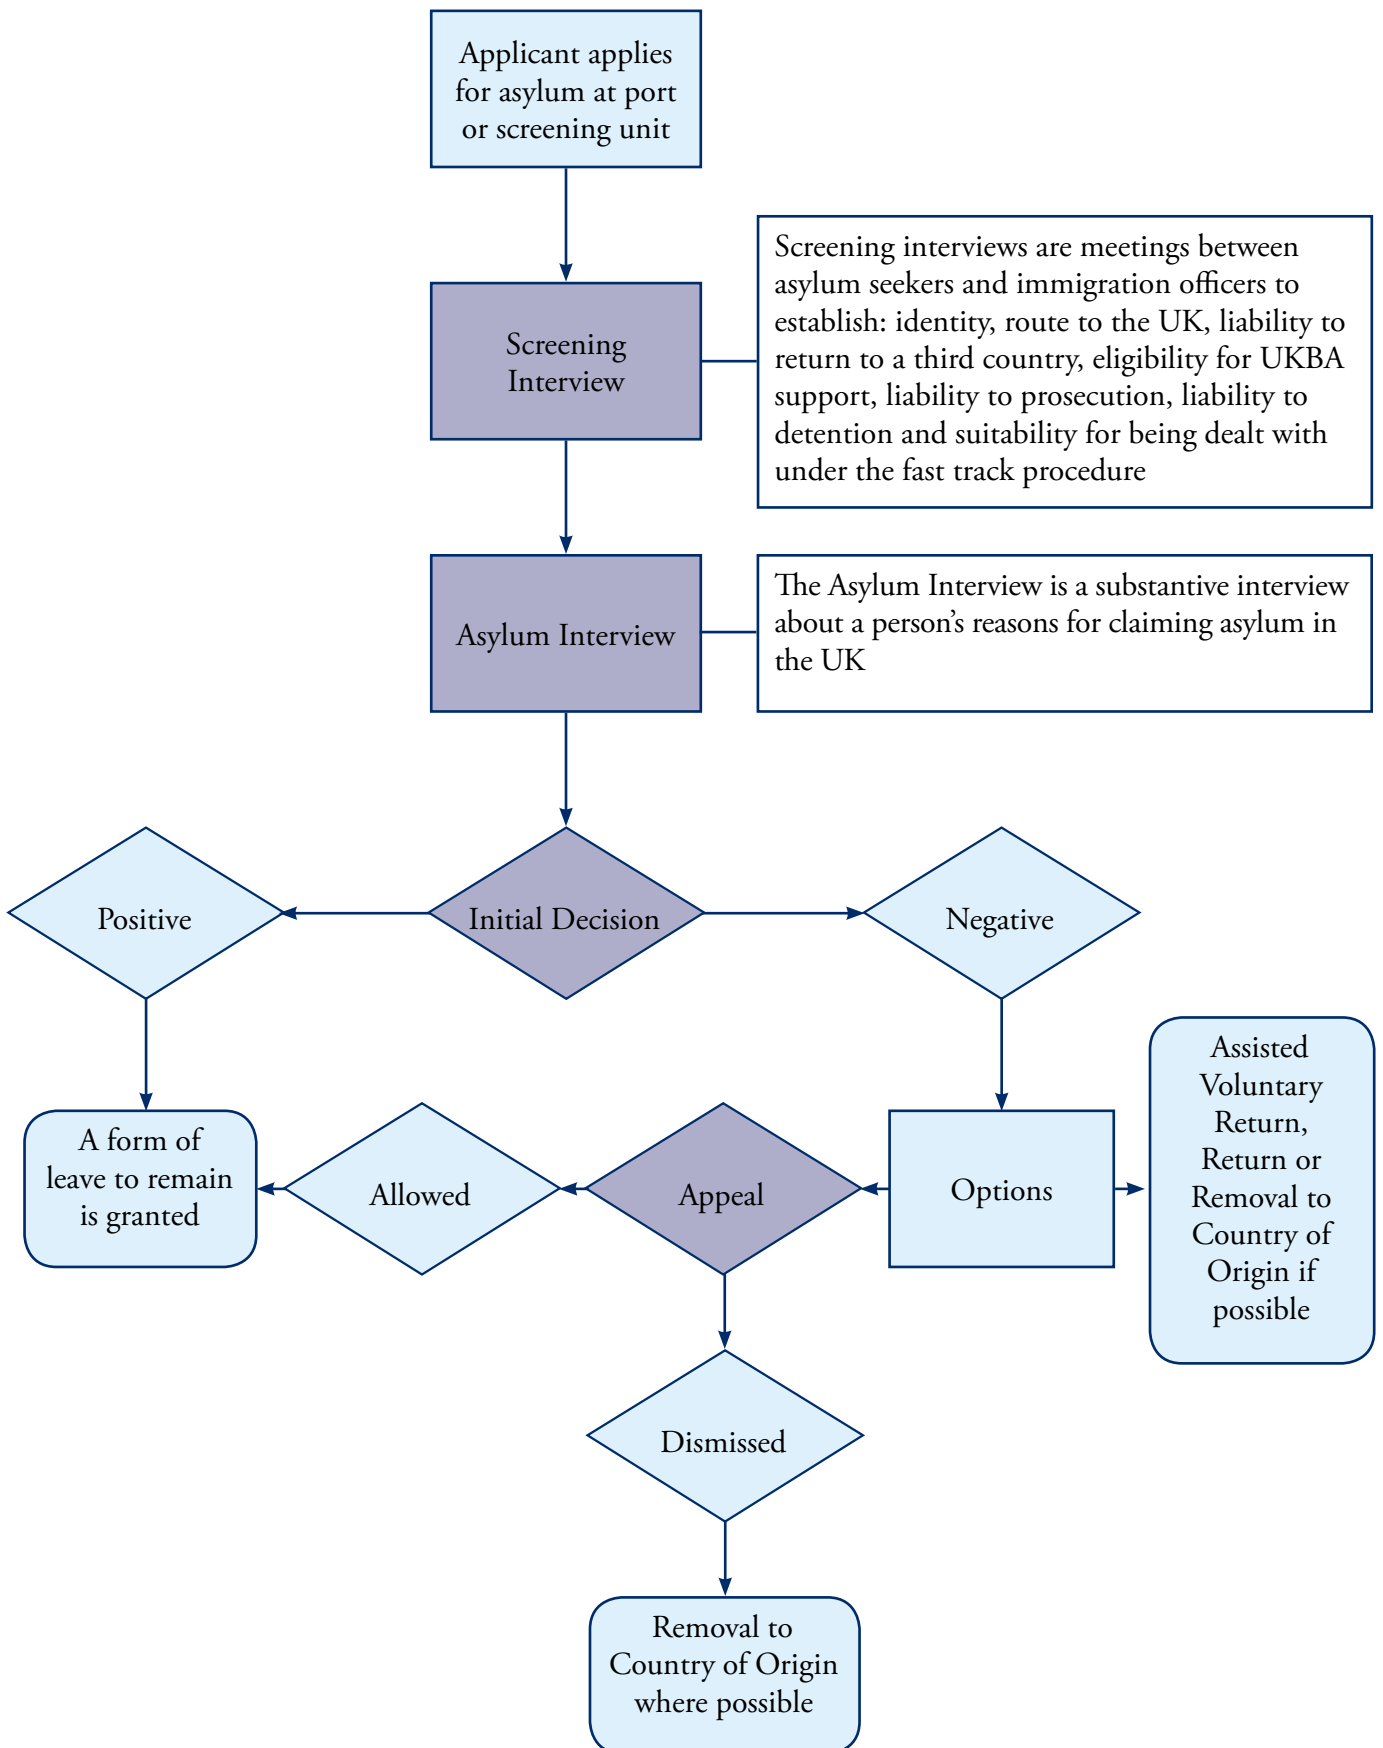 Applicant applies
for asylum at port
or screening unit
Screening
Interview
Screening interviews are meetings between
asylum seekers and immigration officers to
establish: identity, route to the UK, liability to
return to a third country, eligibility for UKBA
support, liability to prosecution, liability to
detention and suitability for being dealt with
under the fast track procedure
Asylum Interview
The Asylum Interview is a substantive interview
about a person’s reasons for claiming asylum in
the UK
Positive
Initial Decision
Negative
A form of
leave to remain
is granted
Allowed
Appeal
Options
Assisted
Voluntary
Return,
Return or
Removal to
Country of
Origin if
possible
Dismissed
Removal to
Country of Origin
where possible